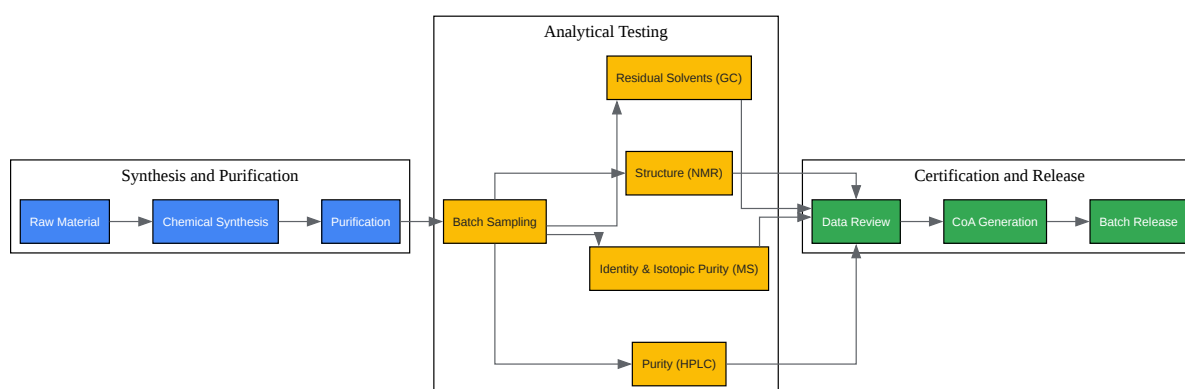 Analytical Testing
Residual Solvents (GC)
Synthesis and Purification
Structure (NMR)
Certification and Release
Raw Material
Chemical Synthesis
Purification
Batch Sampling
Data Review
CoA Generation
Batch Release
Identity & Isotopic Purity (MS)
Purity (HPLC)